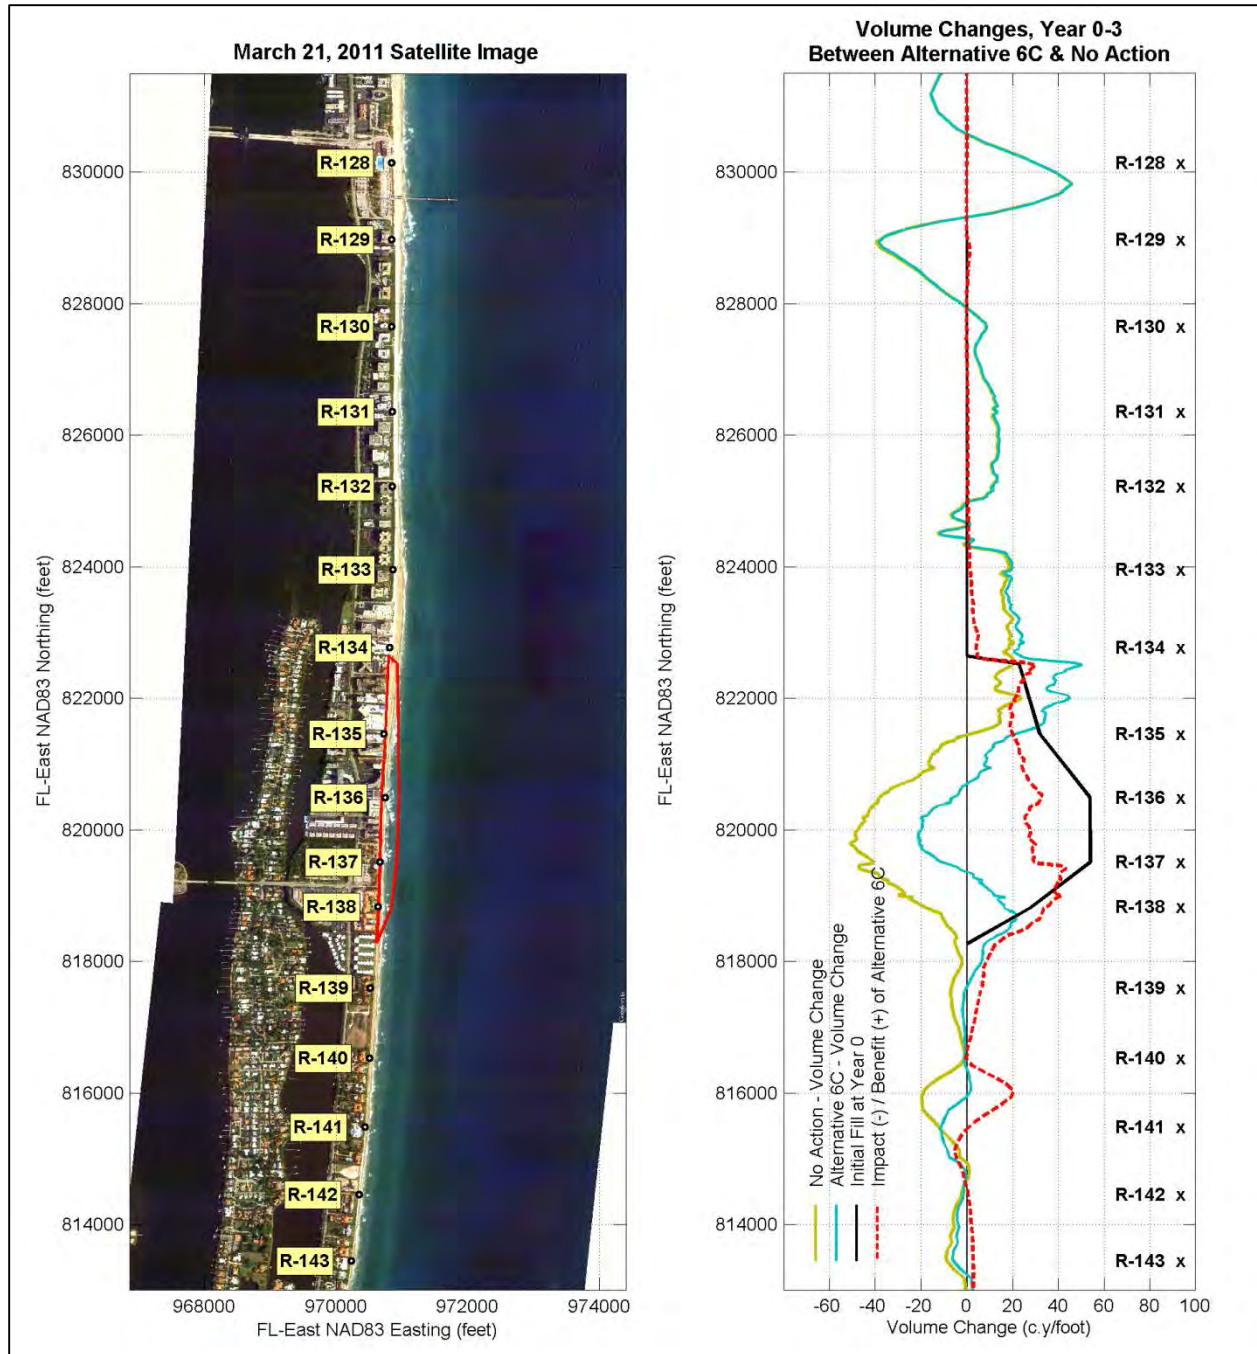 March 21, 2011 Satellite Image
830000
828000
826000
824000
822000
820000
818000
816000
814000
FL-East NAD83 Northing (feet)
R-128
R-129
R-130
R-131
R-132
R-133
R-134
R-135
R-136
R-137
R-138
R-139
R-140
R-141
R-142
R-143
968000 970000 972000 974000
FL-East NAD83 Easting (feet)
Volume Changes, Year 0-3
Between Alternative 6C & No Action
830000
828000
826000
824000
822000
820000
818000
816000
814000
FL-East NAD83 Northing (feet)
R-128 x
R-129 x
R-130 x
R-131 x
R-132 x
R-133 x
R-134 x
R-135 x
R-136 x
R-137 x
R-138 x
R-139 x
R-140 x
R-141 x
R-142 x
R-143 x
No Action - Volume Change
Alternative 6C - Volume Change
Initial Fill at Year 0
Impact (-) / Benefit (+) of Alternative 6C
-60 -40 -20 0 20 40 60 80 100
Volume Change (c.y/foot)